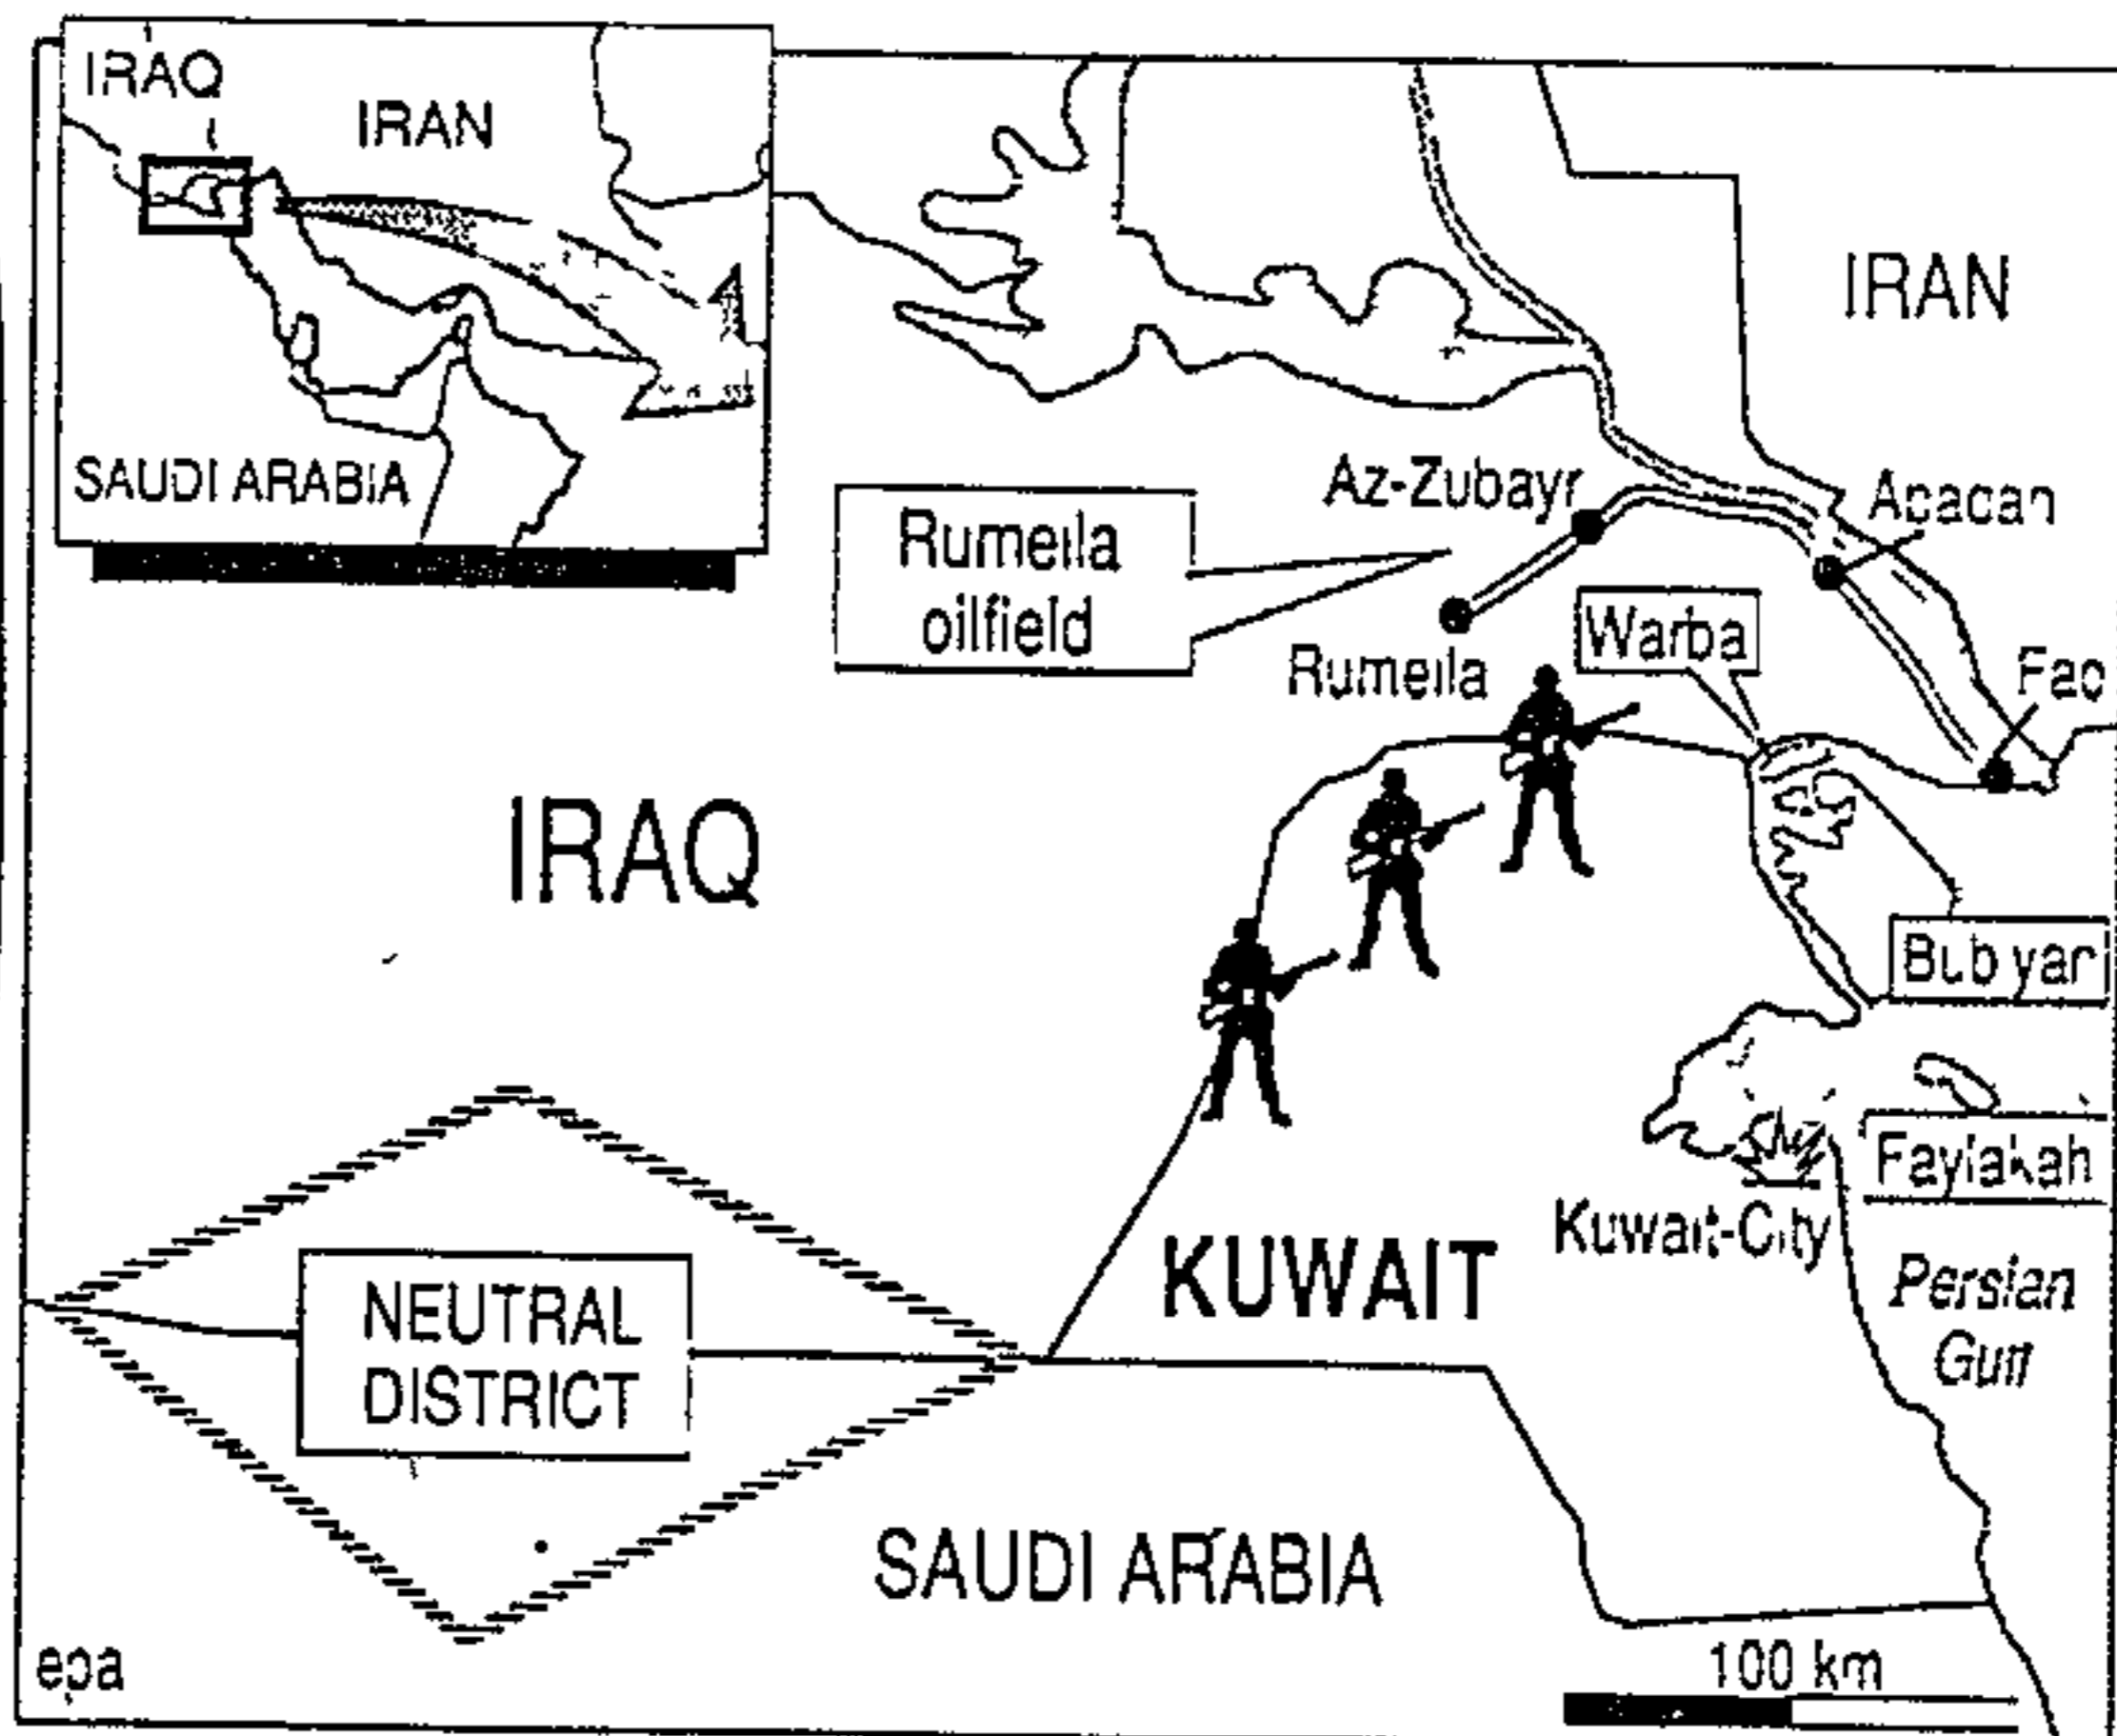 IRAQ
IRAN
SAUDI ARABIA
IRAN
Az-Zubayr
Rumeila
oilfield
Rumeila
Warba
Fao
IRAQ
Bubiyan
Faylakah
Kuwait-City
KUWAIT
Persian
Gulf
NEUTRAL
DISTRICT
SAUDI ARABIA
100 km
epa